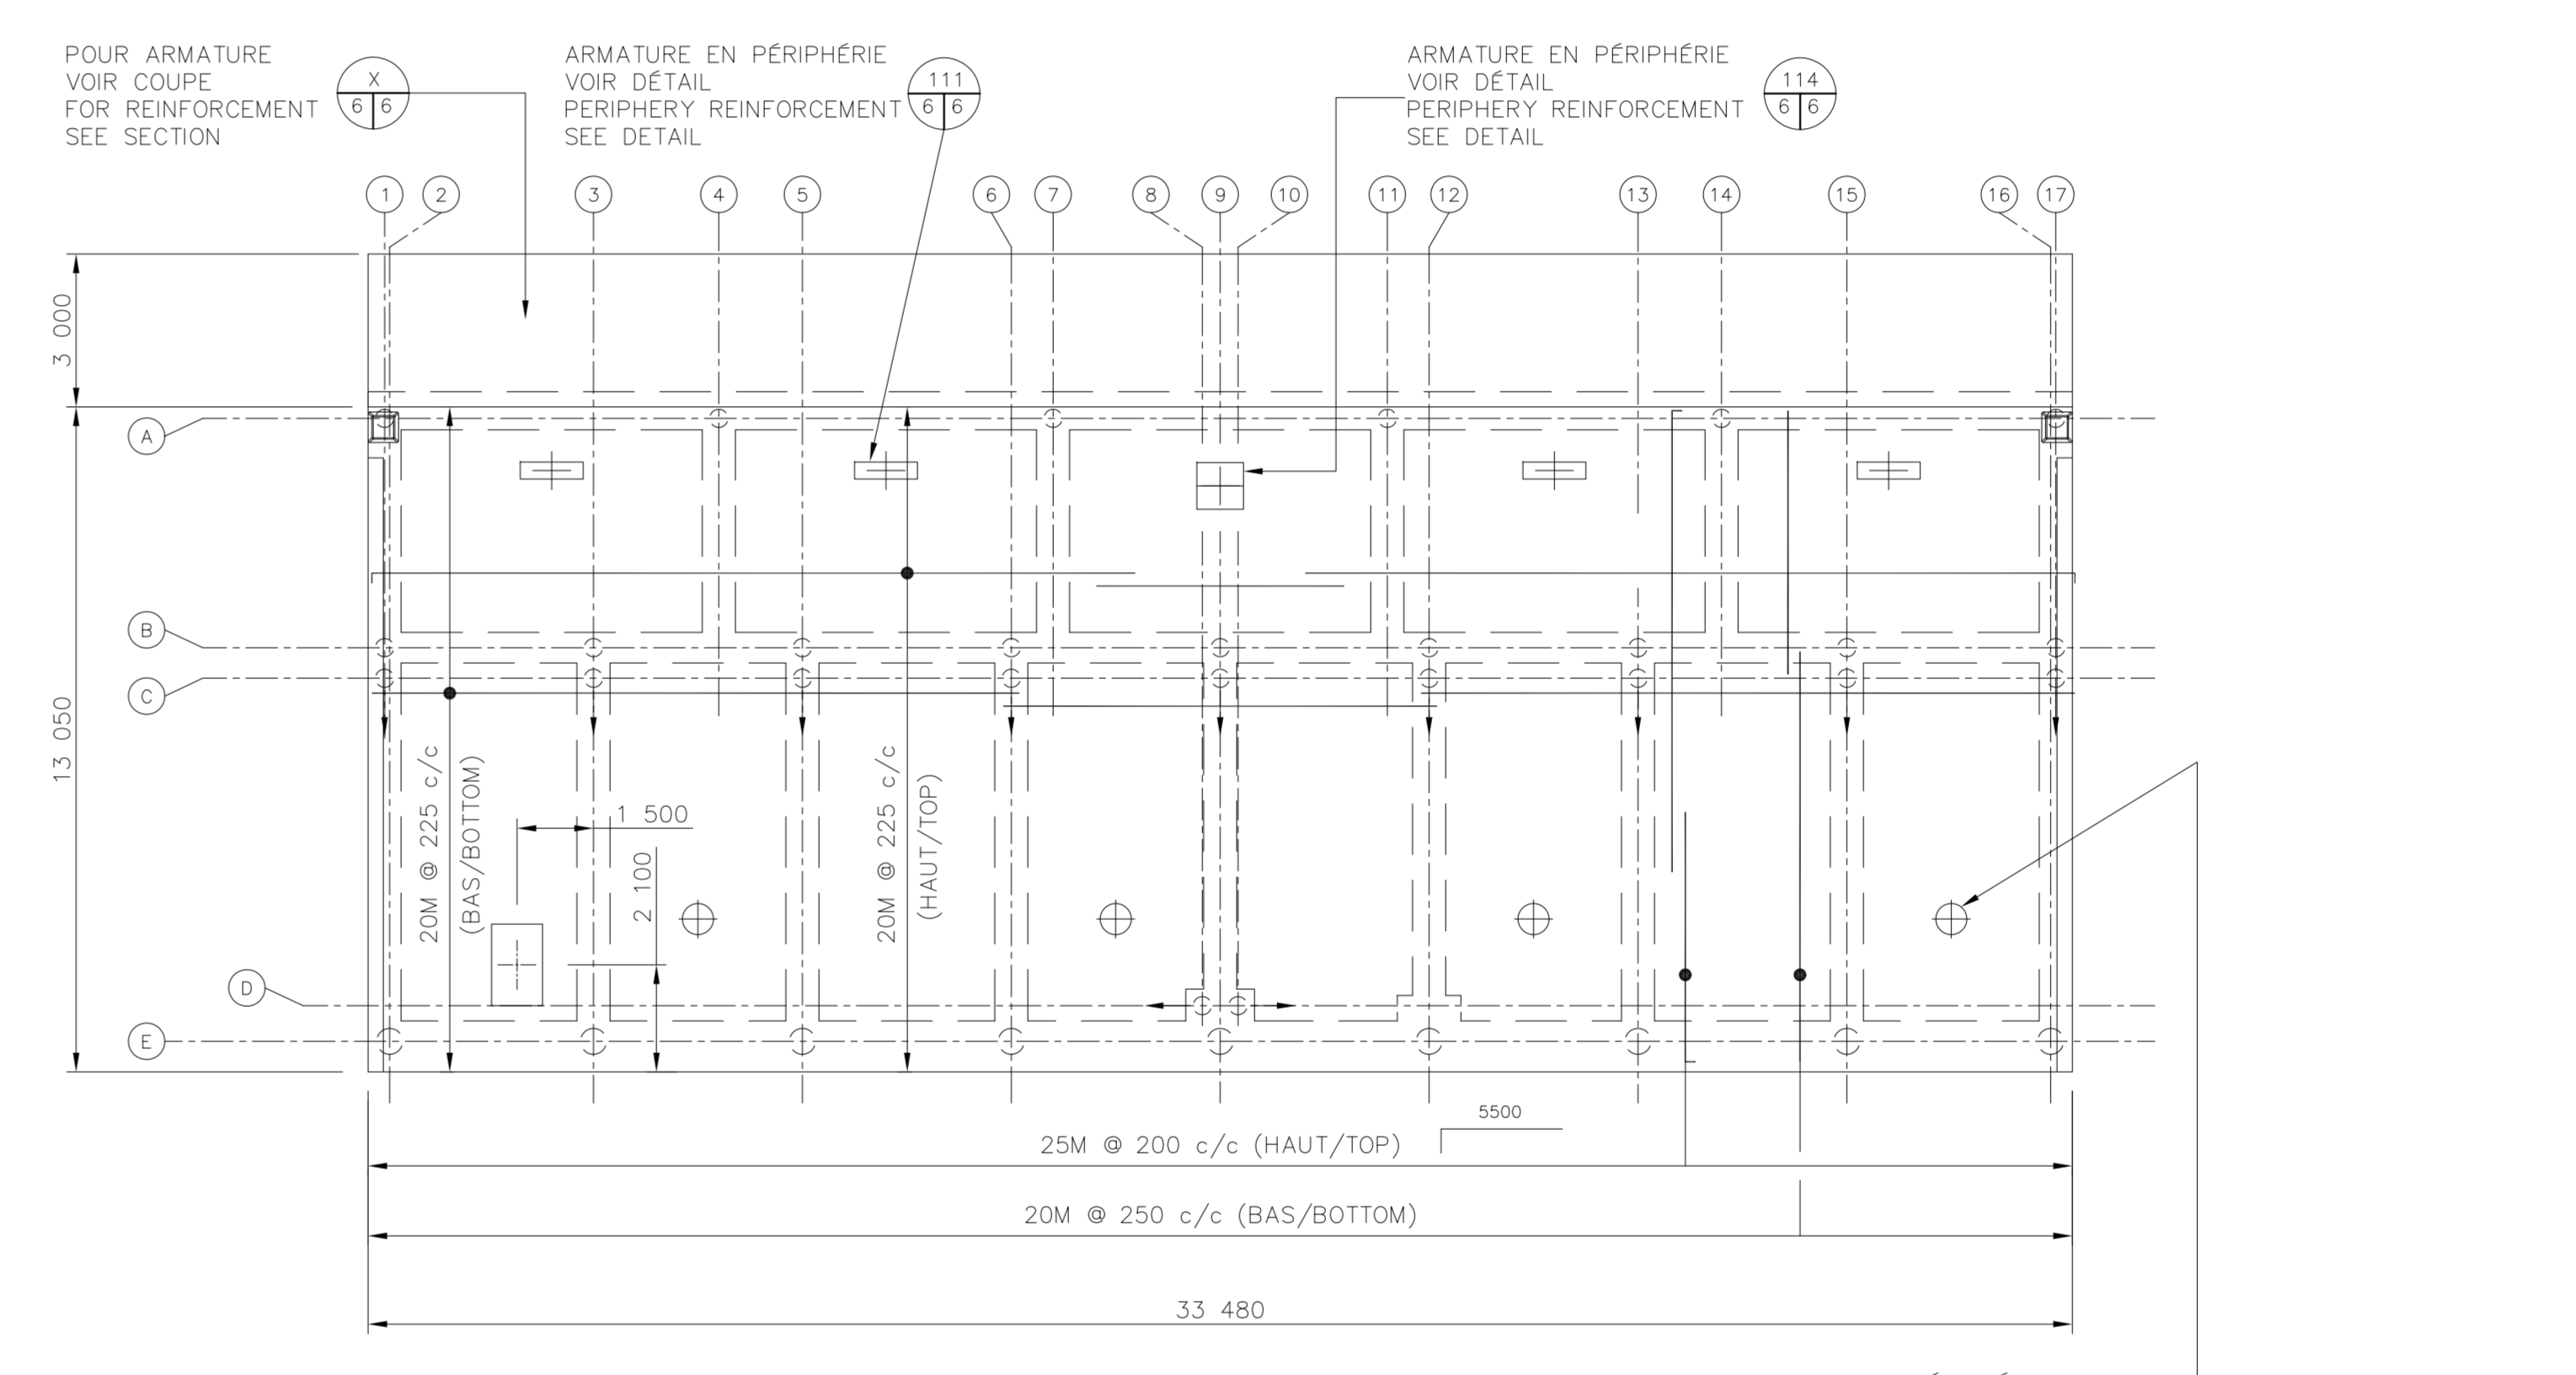 POUR ARMATURE
VOIR COUPE
FOR REINFORCEMENT
SEE SECTION
X
6 6
ARMATURE EN PÉRIPHÉRIE
VOIR DÉTAIL
PERIPHERY REINFORCEMENT
SEE DETAIL
111
6 6
ARMATURE EN PÉRIPHÉRIE
VOIR DÉTAIL
PERIPHERY REINFORCEMENT
SEE DETAIL
114
6 6
1 2 3 4 5 6 7 8 9 10 11 12 13 14 15 16 17
3 000
A
B
C
13 050
20M @ 225 c/c
(BAS/BOTTOM)
1 500
2 100
20M @ 225 c/c
(HAUT/TOP)
D
E
5500
25M @ 200 c/c (HAUT/TOP)
20M @ 250 c/c (BAS/BOTTOM)
33 480